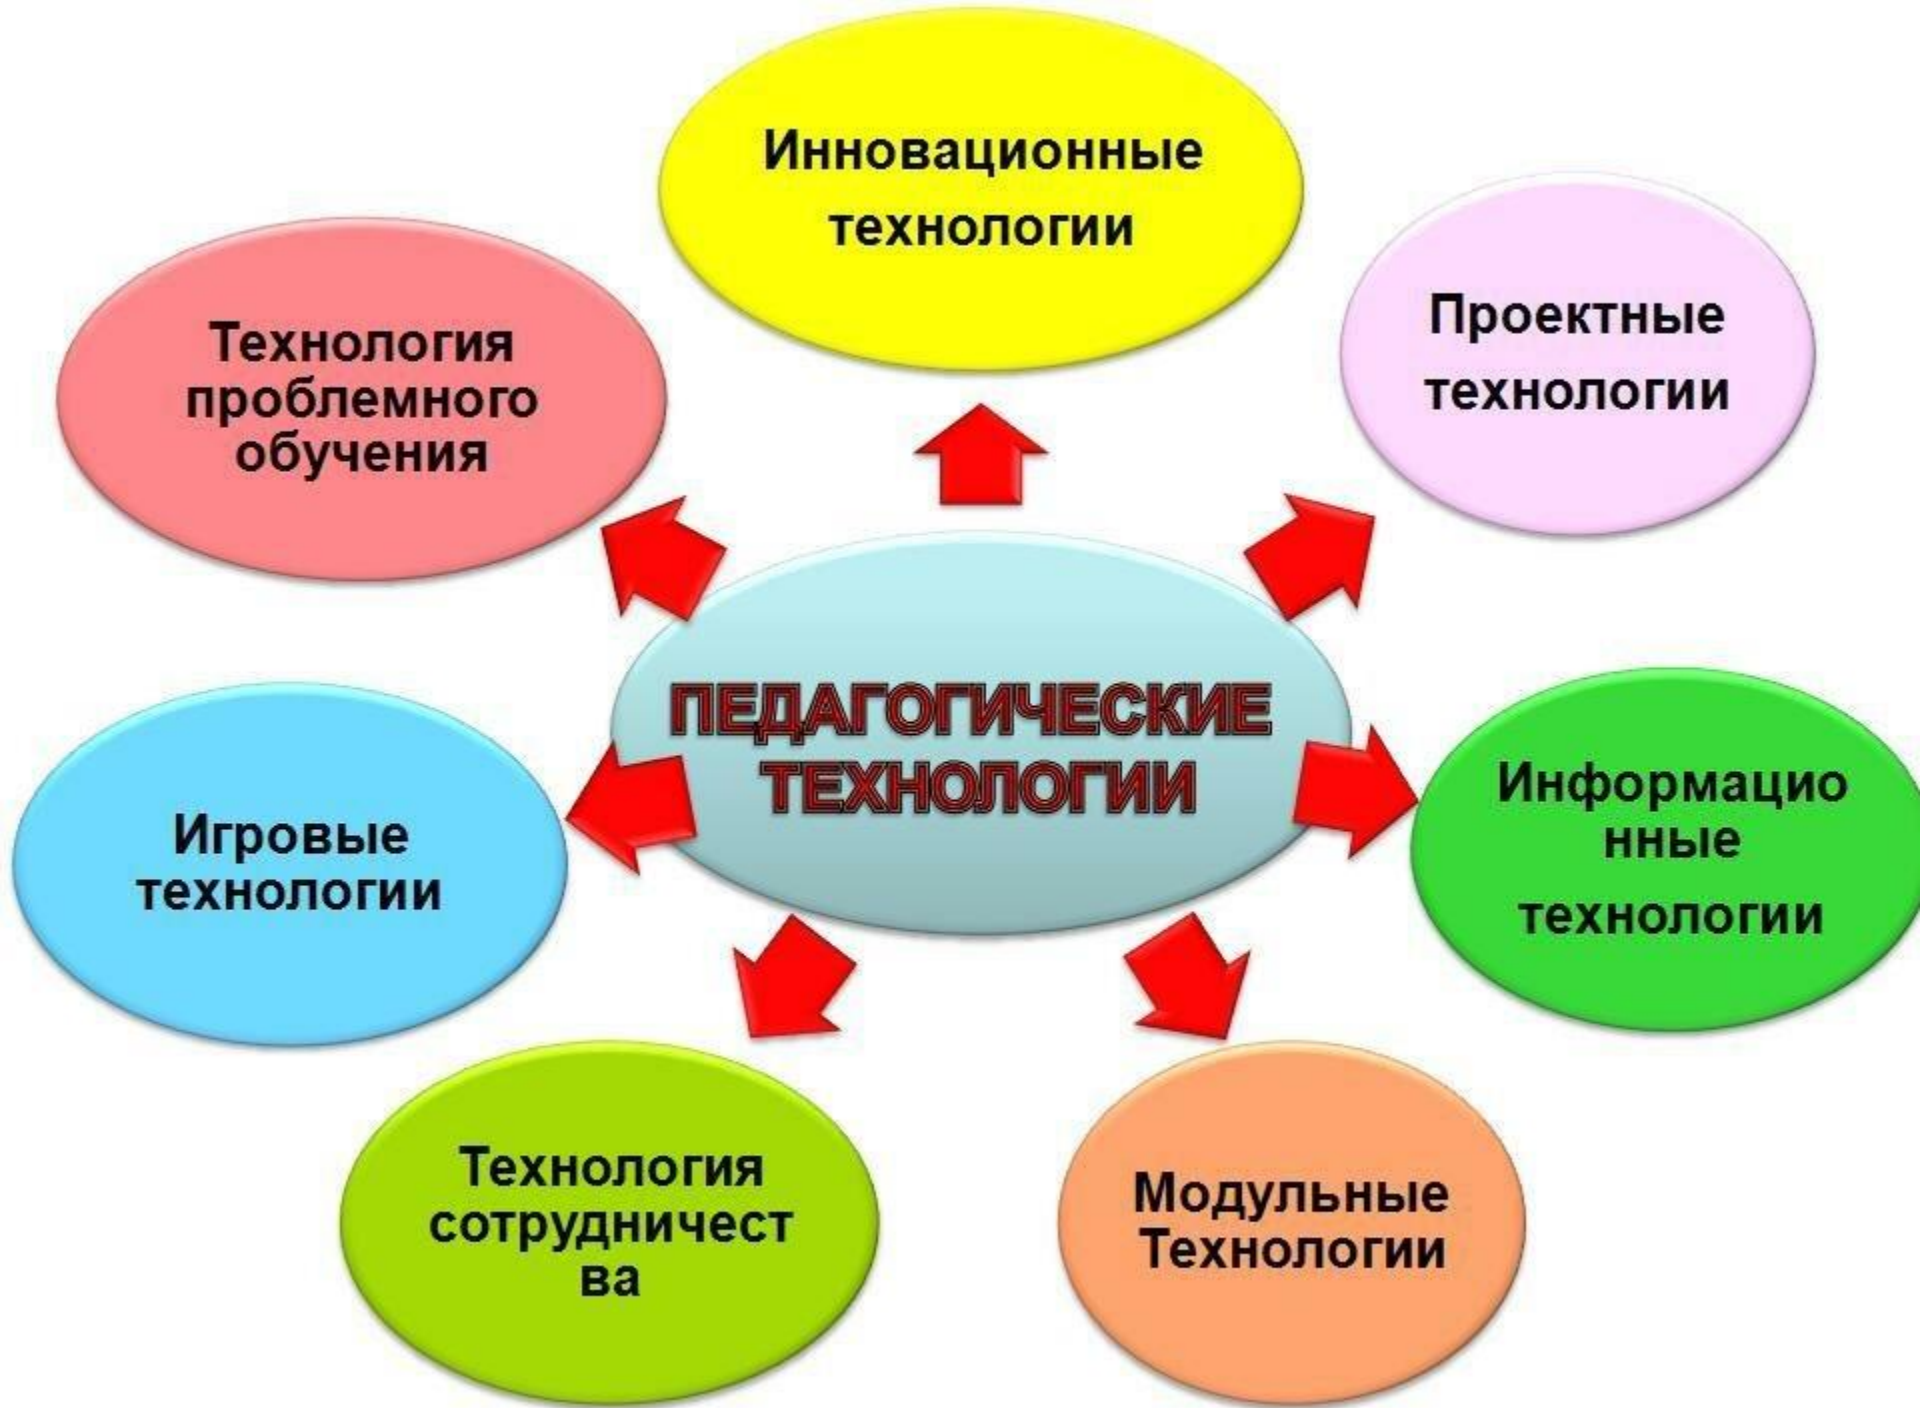 Инновационные
технологии
Проектные
технологии
Технология
проблемного
обучения
ПЕДАГОГИЧЕСКИЕ
ТЕХНОЛОГИИ
Информацио
нные
технологии
Игровые
технологии
Технология
сотрудничест
ва
Модульные
Технологии